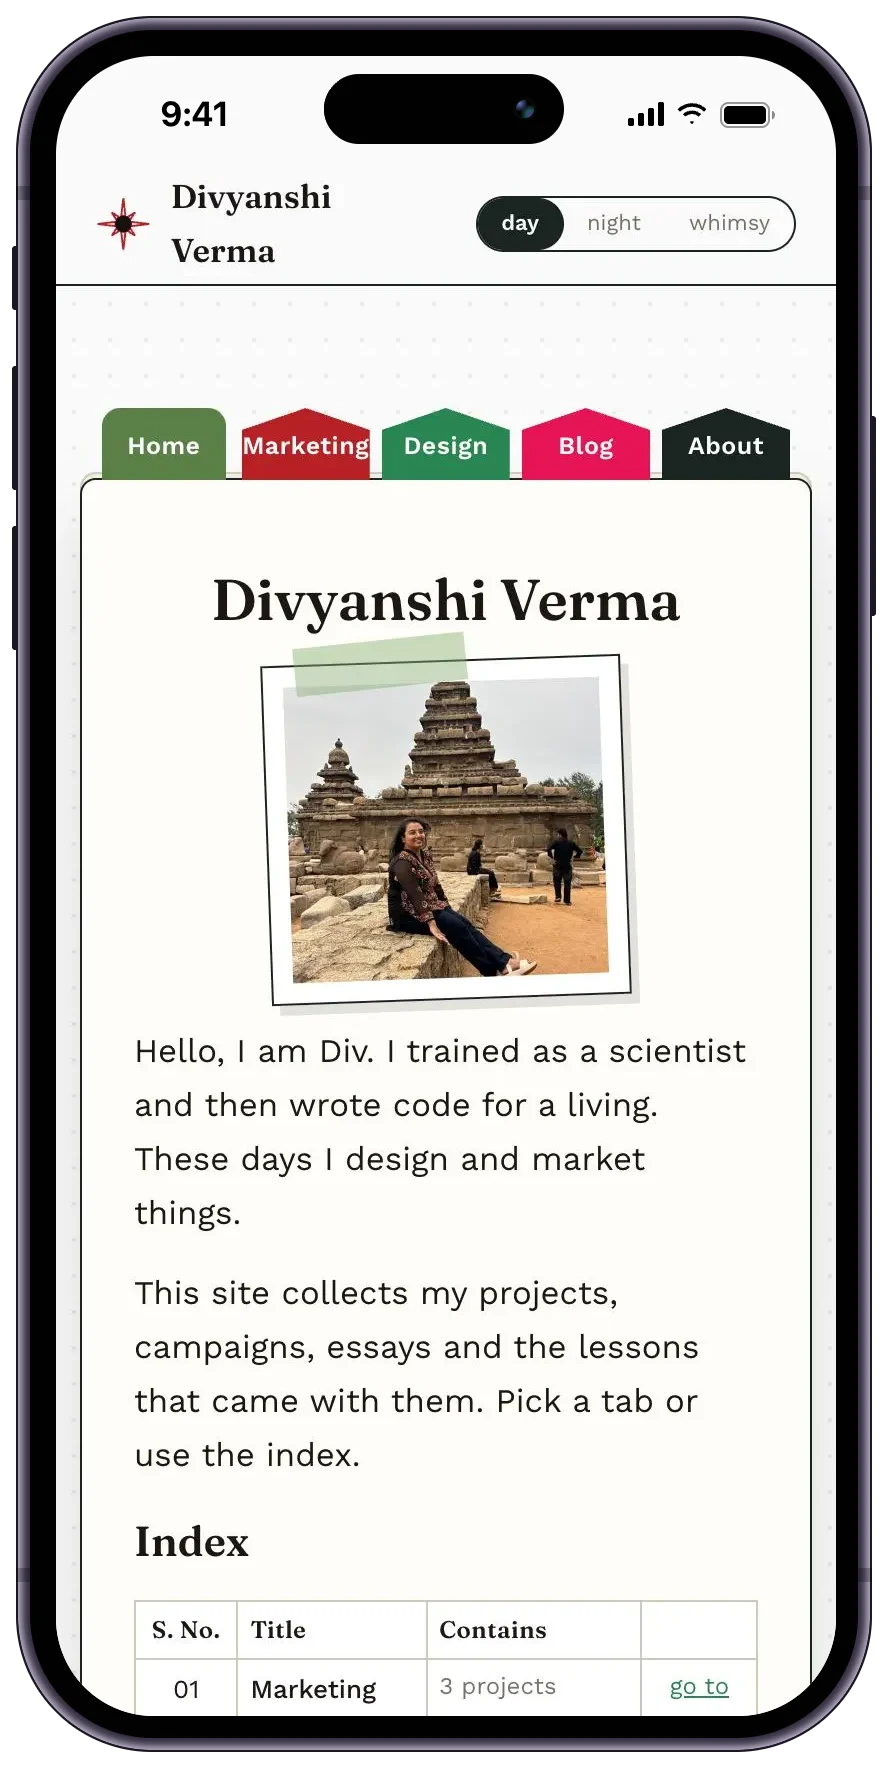 9:41
Divyanshi
Verma
day night whimsy
Home Marketing Design Blog About
Divyanshi Verma
Hello, I am Div. I trained as a scientist
and then wrote code for a living.
These days I design and market
things.
This site collects my projects,
campaigns, essays and the lessons
that came with them. Pick a tab or
use the index.
Index
S. No. Title Contains
01 Marketing 3 projects go to